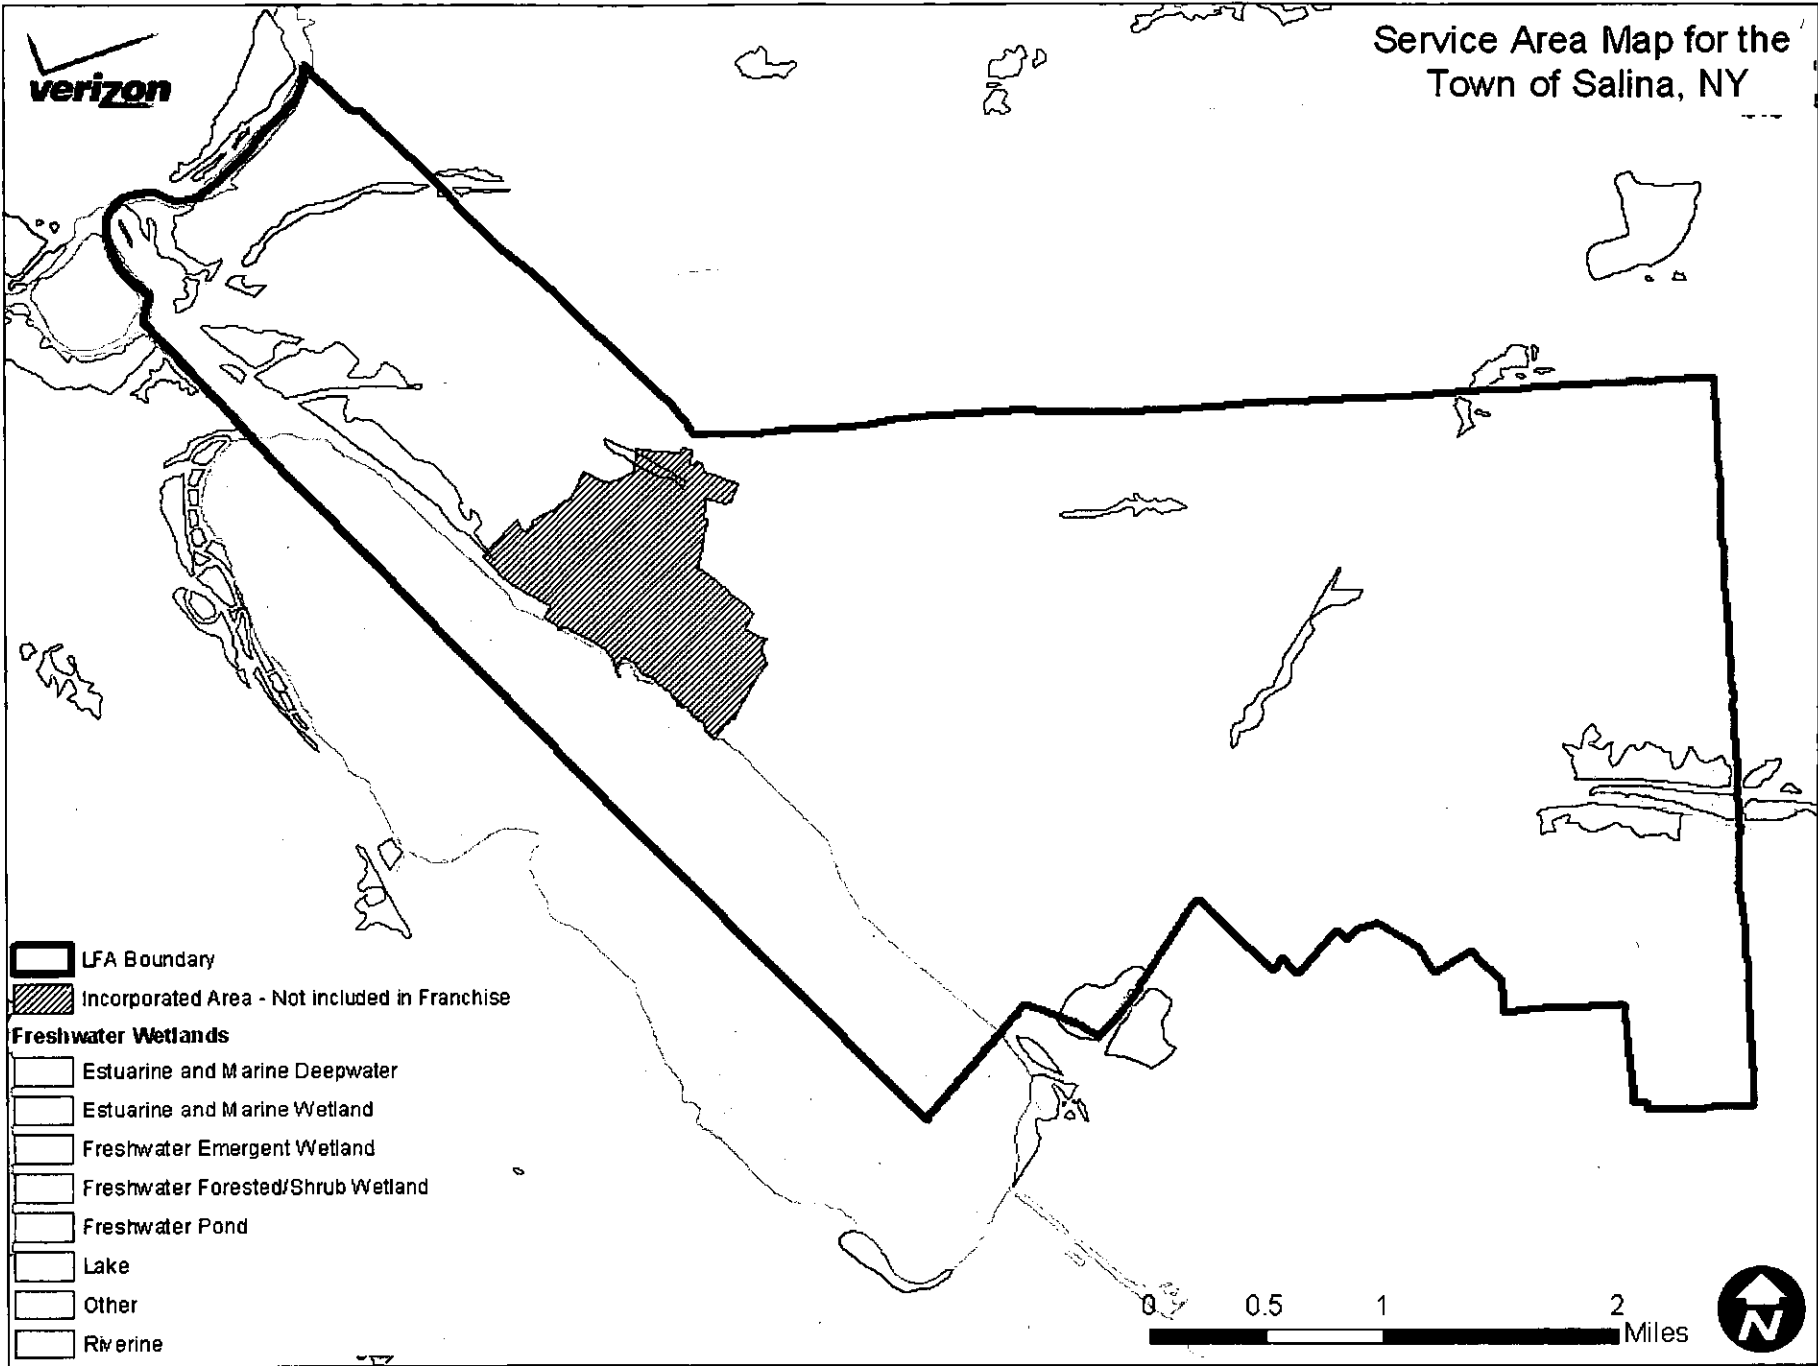 verizon
Service Area Map for the
Town of Salina, NY
LFA Boundary
Incorporated Area - Not included in Franchise
Freshwater Wetlands
Estuarine and Marine Deepwater
Estuarine and Marine Wetland
Freshwater Emergent Wetland
Freshwater Forested/Shrub Wetland
Freshwater Pond
Lake
Other
Riverine
0 0.5 1 2
Miles
N